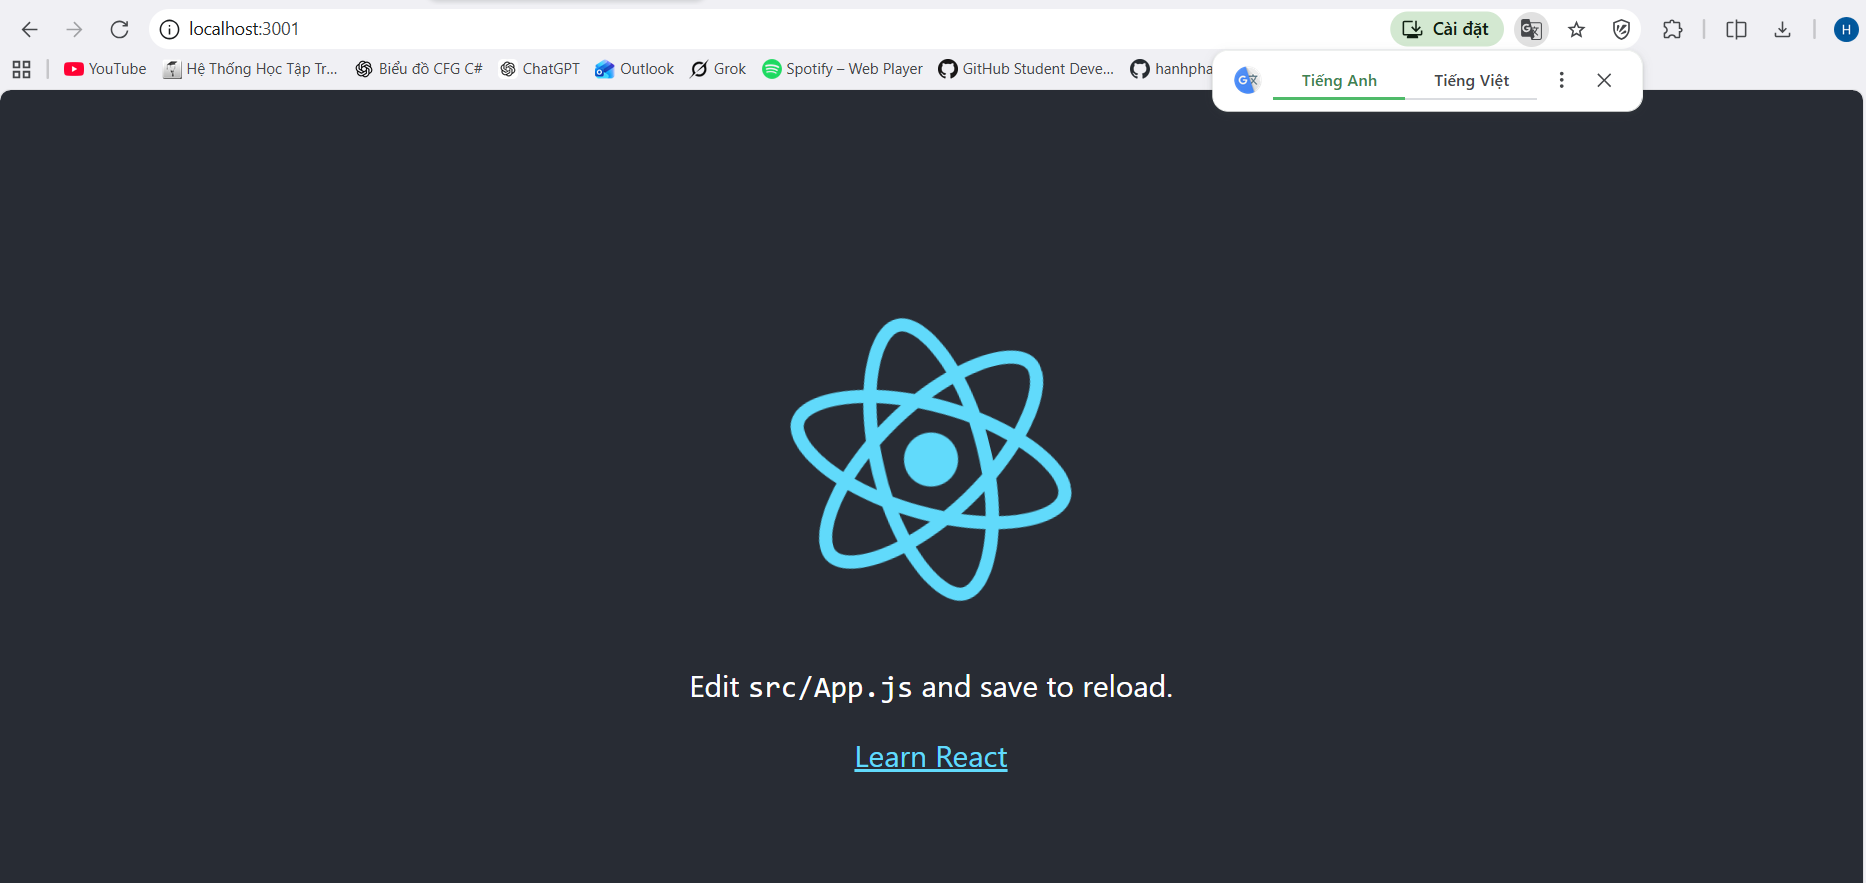 localhost:3001
Cài đặt
YouTube
Hệ Thống Học Tập Tr...
Biểu đồ CFG C#
ChatGPT
Outlook
Grok
Spotify – Web Player
GitHub Student Deve...
hanhpha
Tiếng Anh
Tiếng Việt
H
Edit src/App.js and save to reload.
Learn React